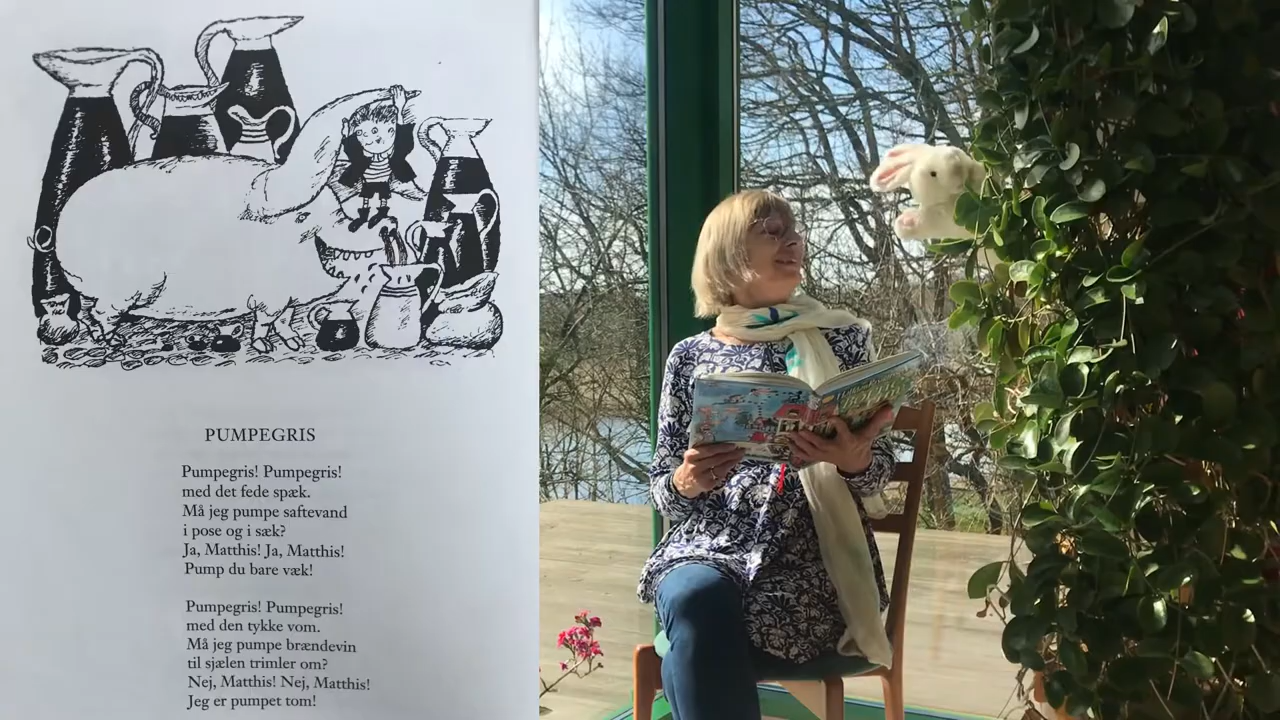 PUMPEGRIS
Pumpegris! Pumpegris!
med det fede spæk.
Må jeg pumpe saftevand
i pose og i sæk?
Ja, Matthis! Ja, Matthis!
Pump du bare væk!
Pumpegris! Pumpegris!
med den tykke vom.
Må jeg pumpe brændevin
til sjælen trimler om?
Nej, Matthis! Nej, Matthis!
Jeg er pumpet tom!